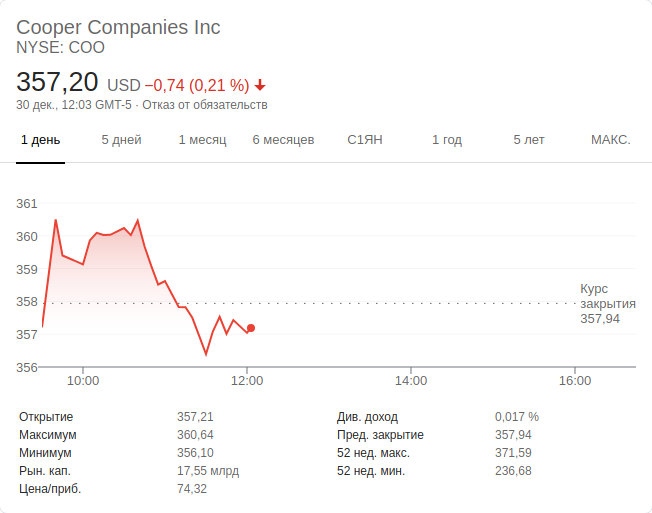 Cooper Companies Inc
NYSE: COO
357,20 USD −0,74 (0,21 %)
30 дек., 12:03 GMT-5 · Отказ от обязательств
1 день 5 дней 1 месяц 6 месяцев С1ЯН 1 год 5 лет МАКС.
361
360
359
358
357
356
Курс
закрытия
357,94
10:00 12:00 14:00 16:00
Открытие 357,21 Див. доход 0,017 %
Максимум 360,64 Пред. закрытие 357,94
Минимум 356,10 52 нед. макс. 371,59
Рын. кап. 17,55 млрд 52 нед. мин. 236,68
Цена/приб. 74,32